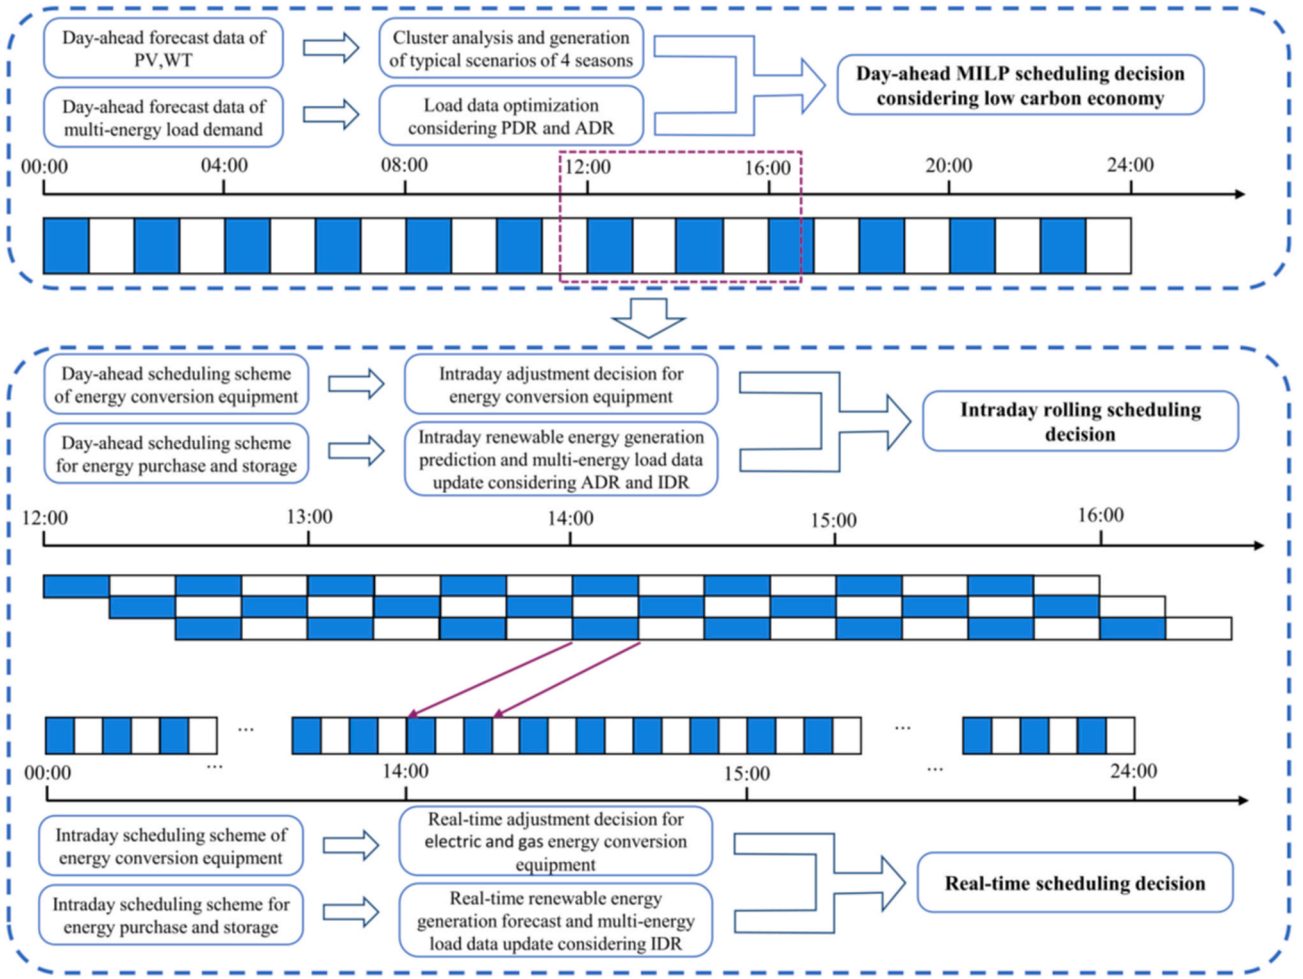 Day-ahead forecast data of
PV,WT
Cluster analysis and generation
of typical scenarios of 4 seasons
Day-ahead MILP scheduling decision
considering low carbon economy
Day-ahead forecast data of
multi-energy load demand
Load data optimization
considering PDR and ADR
00:00 04:00 08:00 12:00 16:00 20:00 24:00
Day-ahead scheduling scheme
of energy conversion equipment
Intraday adjustment decision for
energy conversion equipment
Intraday rolling scheduling
decision
Day-ahead scheduling scheme
for energy purchase and storage
Intraday renewable energy generation
prediction and multi-energy load data
update considering ADR and IDR
12:00 13:00 14:00 15:00 16:00
... ...
... ...
00:00 14:00 15:00 24:00
Intraday scheduling scheme of
energy conversion equipment
Real-time adjustment decision for
electric and gas energy conversion
equipment
Real-time scheduling decision
Intraday scheduling scheme for
energy purchase and storage
Real-time renewable energy
generation forecast and multi-energy
load data update considering IDR